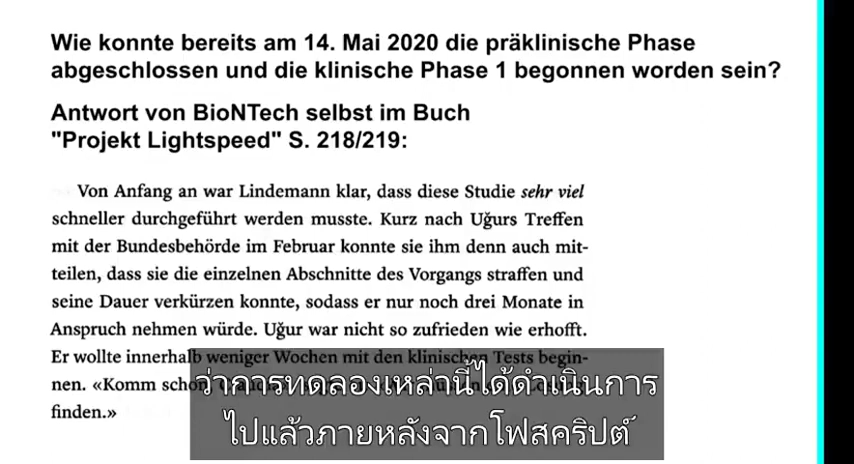 Wie konnte bereits am 14. Mai 2020 die präklinische Phase
abgeschlossen und die klinische Phase 1 begonnen worden sein?
Antwort von BioNTech selbst im Buch
"Projekt Lightspeed" S. 218/219:
Von Anfang an war Lindemann klar, dass diese Studie sehr viel
schneller durchgeführt werden musste. Kurz nach Uğurs Treffen
mit der Bundesbehörde im Februar konnte sie ihm denn auch mit-
teilen, dass sie die einzelnen Abschnitte des Vorgangs straffen und
seine Dauer verkürzen konnte, sodass er nur noch drei Monate in
Anspruch nehmen würde. Uğur war nicht so zufrieden wie erhofft.
Er wollte innerhalb weniger Wochen mit den klinischen Tests begin-
nen. «Komm schon,
finden.»
ว่าการทดลองเหล่านี้ได้ดำเนินการ
ไปแล้วภายหลังจากโพสคริปต์